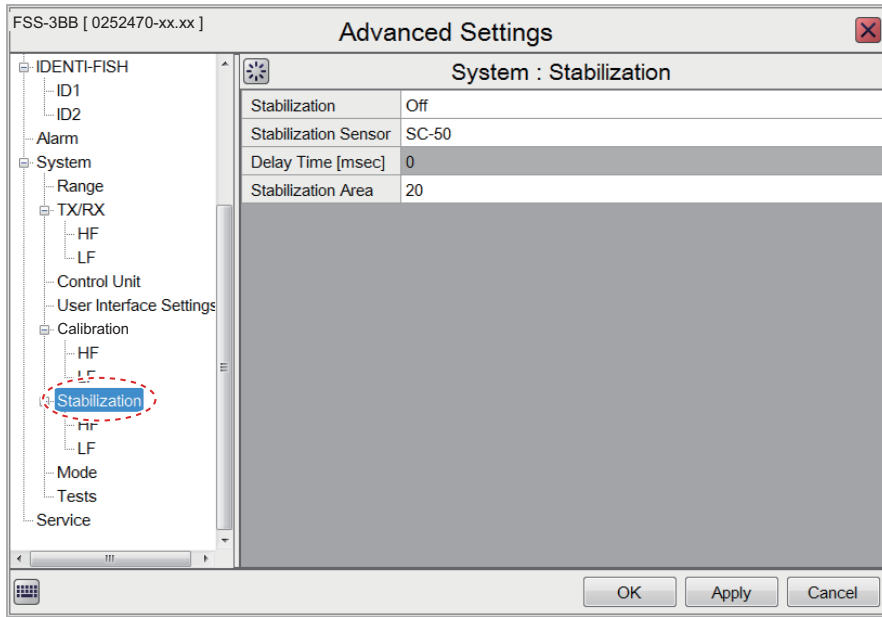 FSS-3BB [ 0252470-xx.xx ]
Advanced Settings
IDENTI-FISH
ID1
ID2
Alarm
System
Range
TX/RX
HF
LF
Control Unit
User Interface Settings
Calibration
HF
LF
Stabilization
HF
LF
Mode
Tests
Service
System : Stabilization
Stabilization Off
Stabilization Sensor SC-50
Delay Time [msec] 0
Stabilization Area 20
OK Apply Cancel